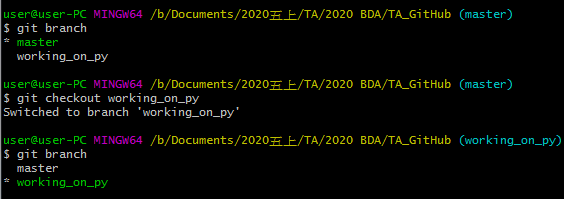 user@user-PC MINGW64 /b/Documents/2020五上/TA/2020 BDA/TA_GitHub (master)
$ git branch
* master
  working_on_py
user@user-PC MINGW64 /b/Documents/2020五上/TA/2020 BDA/TA_GitHub (master)
$ git checkout working_on_py
Switched to branch 'working_on_py'
user@user-PC MINGW64 /b/Documents/2020五上/TA/2020 BDA/TA_GitHub (working_on_py)
$ git branch
  master
* working_on_py